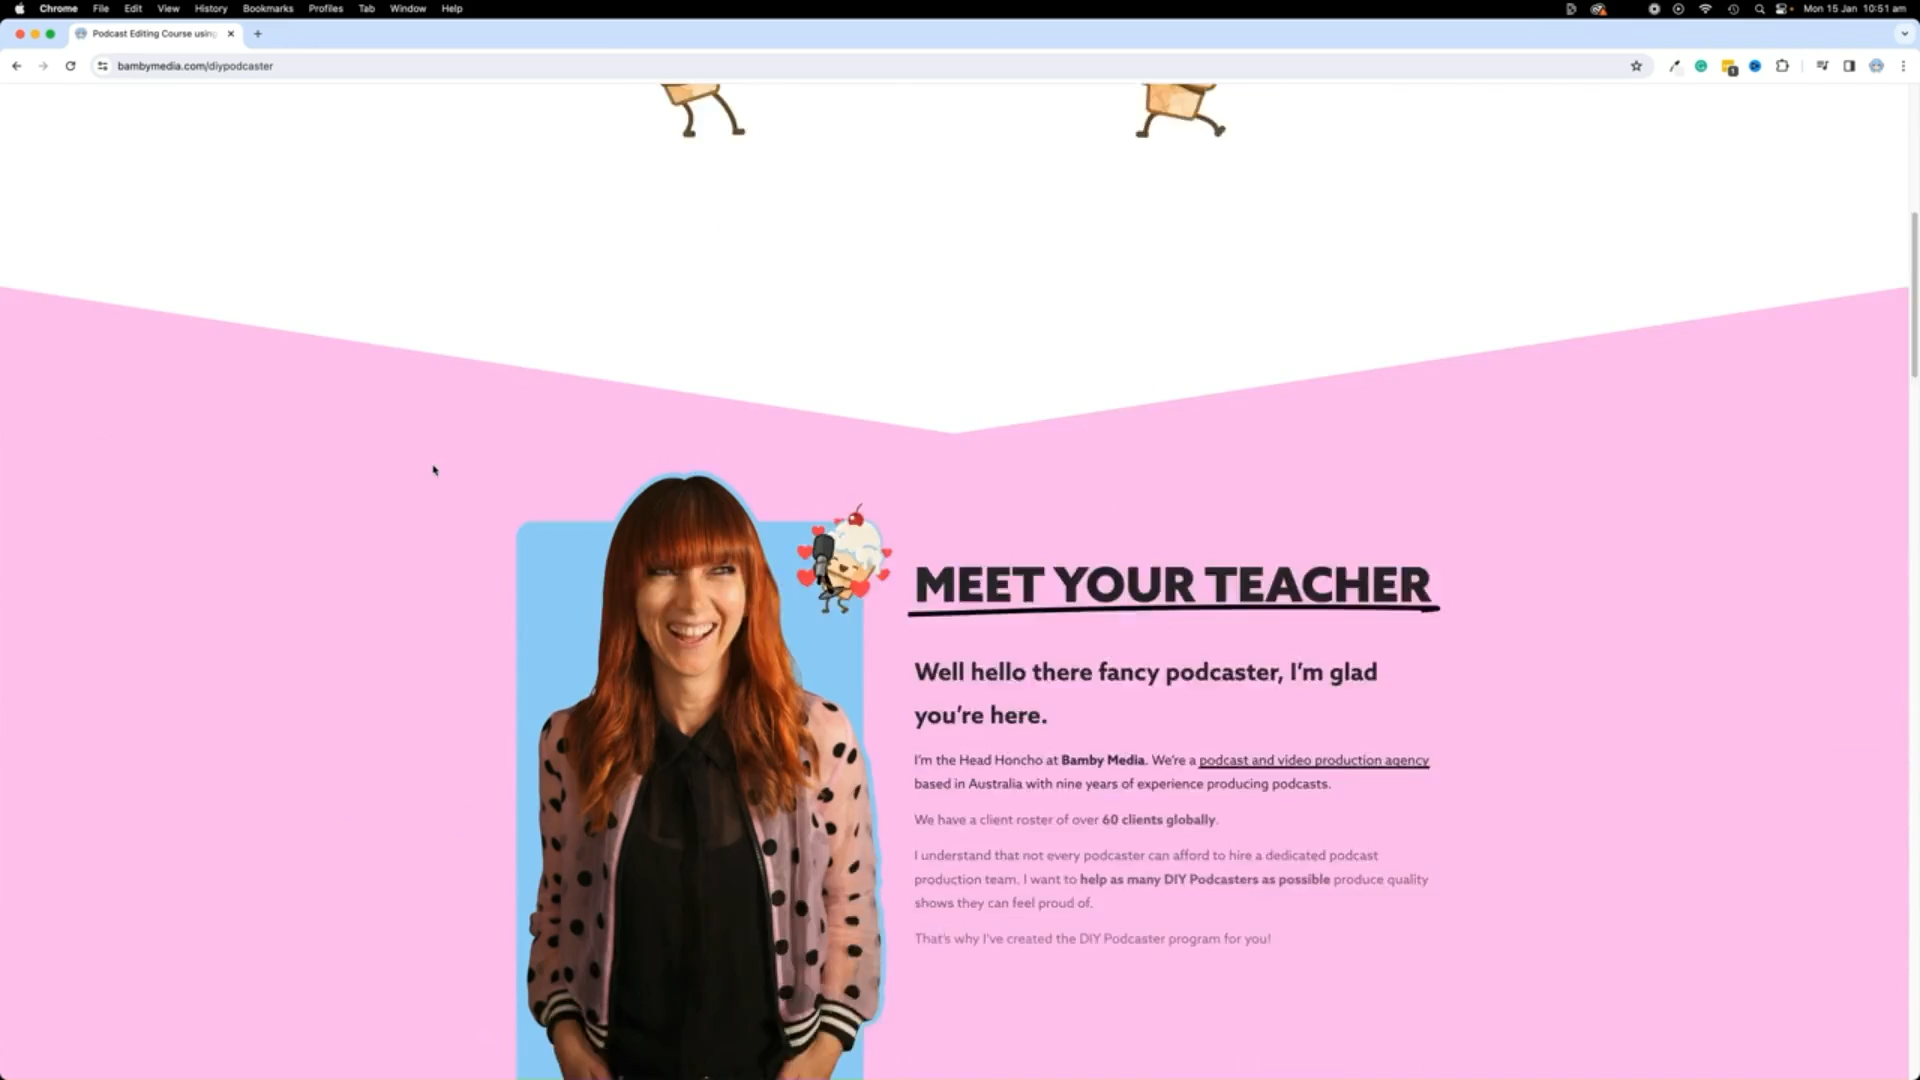 Chrome File Edit View History Bookmarks Profiles Tab Window Help Mon 15 Jan 10:51 am
Podcast Editing Course using
bambymedia.com/diypodcaster
1
MEET YOUR TEACHER
Well hello there fancy podcaster, I'm glad
you're here.
I'm the Head Honcho at Bamby Media. We're a podcast and video production agency
based in Australia with nine years of experience producing podcasts.
We have a client roster of over 60 clients globally.
I understand that not every podcaster can afford to hire a dedicated podcast
production team. I want to help as many DIY Podcasters as possible produce quality
shows they can feel proud of.
That's why I've created the DIY Podcaster program for you!